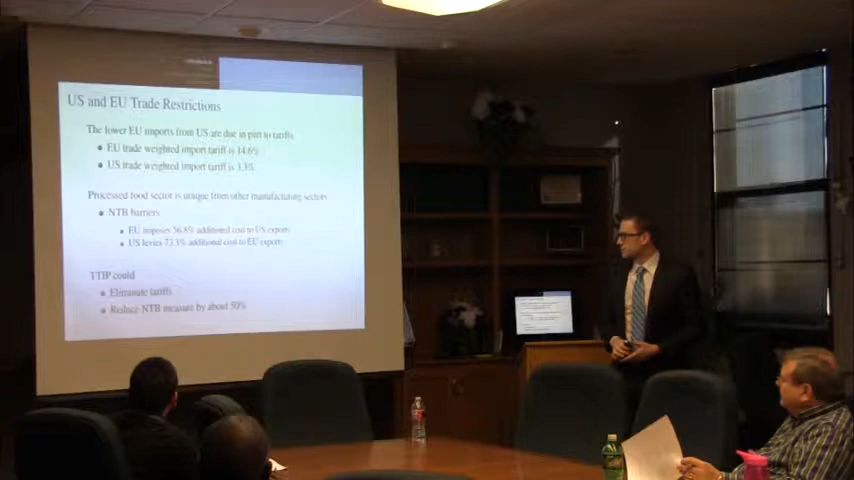 US and EU Trade Restrictions
The lower EU imports from US are due in part to tariffs
EU trade weighted import tariff is 14.6%
US trade weighted import tariff is 3.3%
Processed food sector is unique from other manufacturing sectors
NTB barriers
EU imposes 56.8% additional cost to US exports
US levies 73.3% additional cost to EU exports
TTIP could
Eliminate tariffs
Reduce NTB measure by about 50%